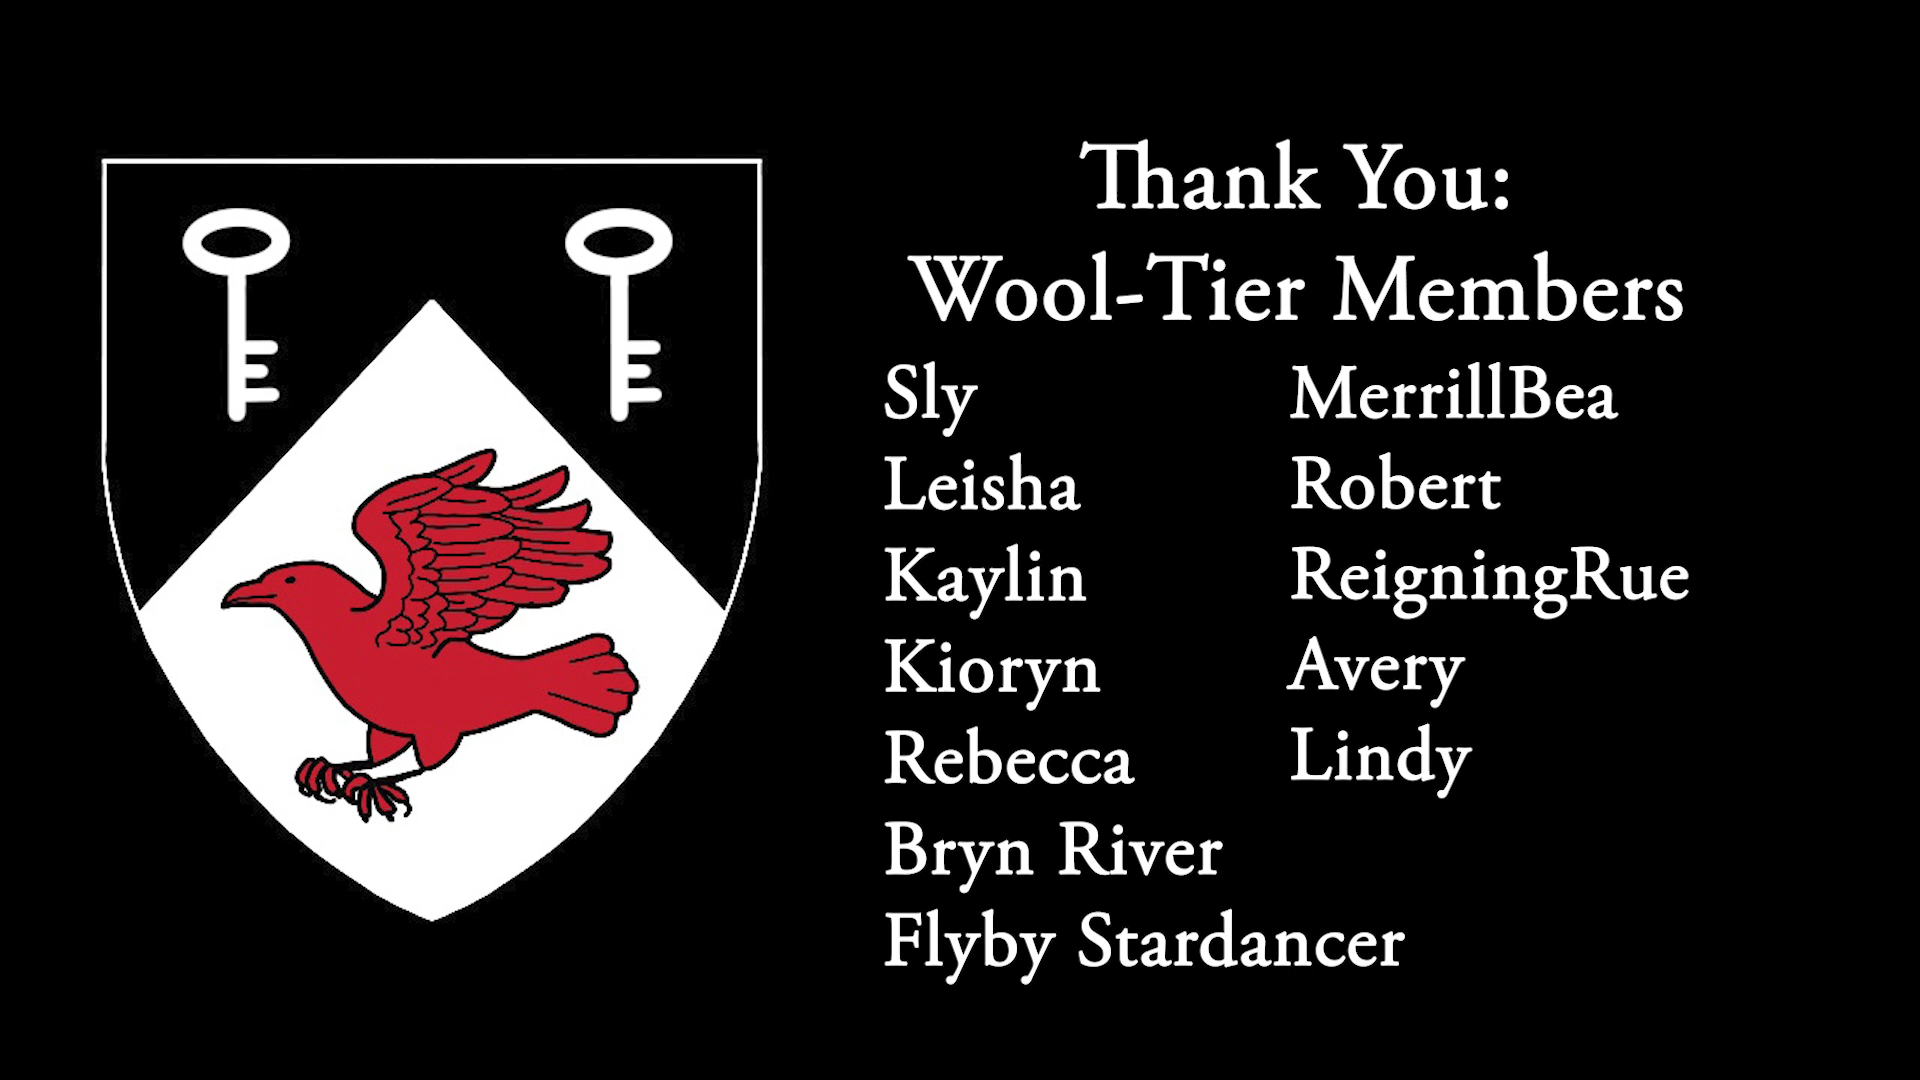 Thank You:
Wool-Tier Members
Sly
Leisha
Kaylin
Kioryn
Rebecca
Bryn River
Flyby Stardancer
MerrillBea
Robert
ReigningRue
Avery
Lindy